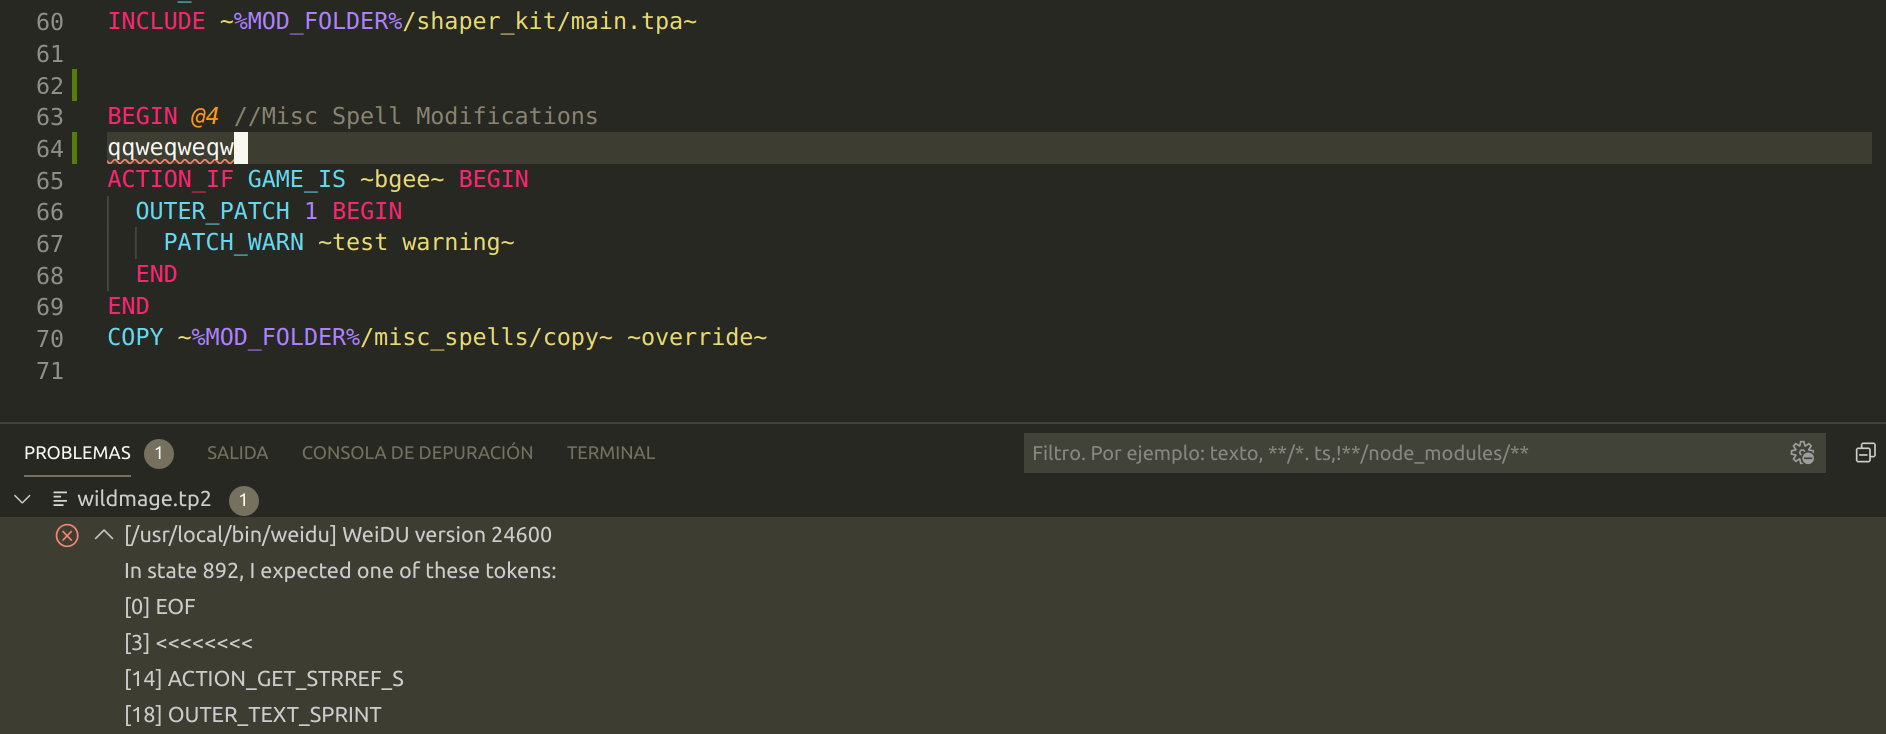 60 INCLUDE ~%MOD_FOLDER%/shaper_kit/main.tpa~
61
62
63 BEGIN @4 //Misc Spell Modifications
64 qqweqweqw
65 ACTION_IF GAME_IS ~bgee~ BEGIN
66 OUTER_PATCH 1 BEGIN
67 PATCH_WARN ~test warning~
68 END
69 END
70 COPY ~%MOD_FOLDER%/misc_spells/copy~ ~override~
71
PROBLEMAS 1 SALIDA CONSOLA DE DEPURACIÓN TERMINAL Filtro. Por ejemplo: texto, **/*. ts,!**/node_modules/**
wildmage.tp2 1
[/usr/local/bin/weidu] WeiDU version 24600
In state 892, I expected one of these tokens:
[0] EOF
[3] <<<<<<<<
[14] ACTION_GET_STRREF_S
[18] OUTER_TEXT_SPRINT